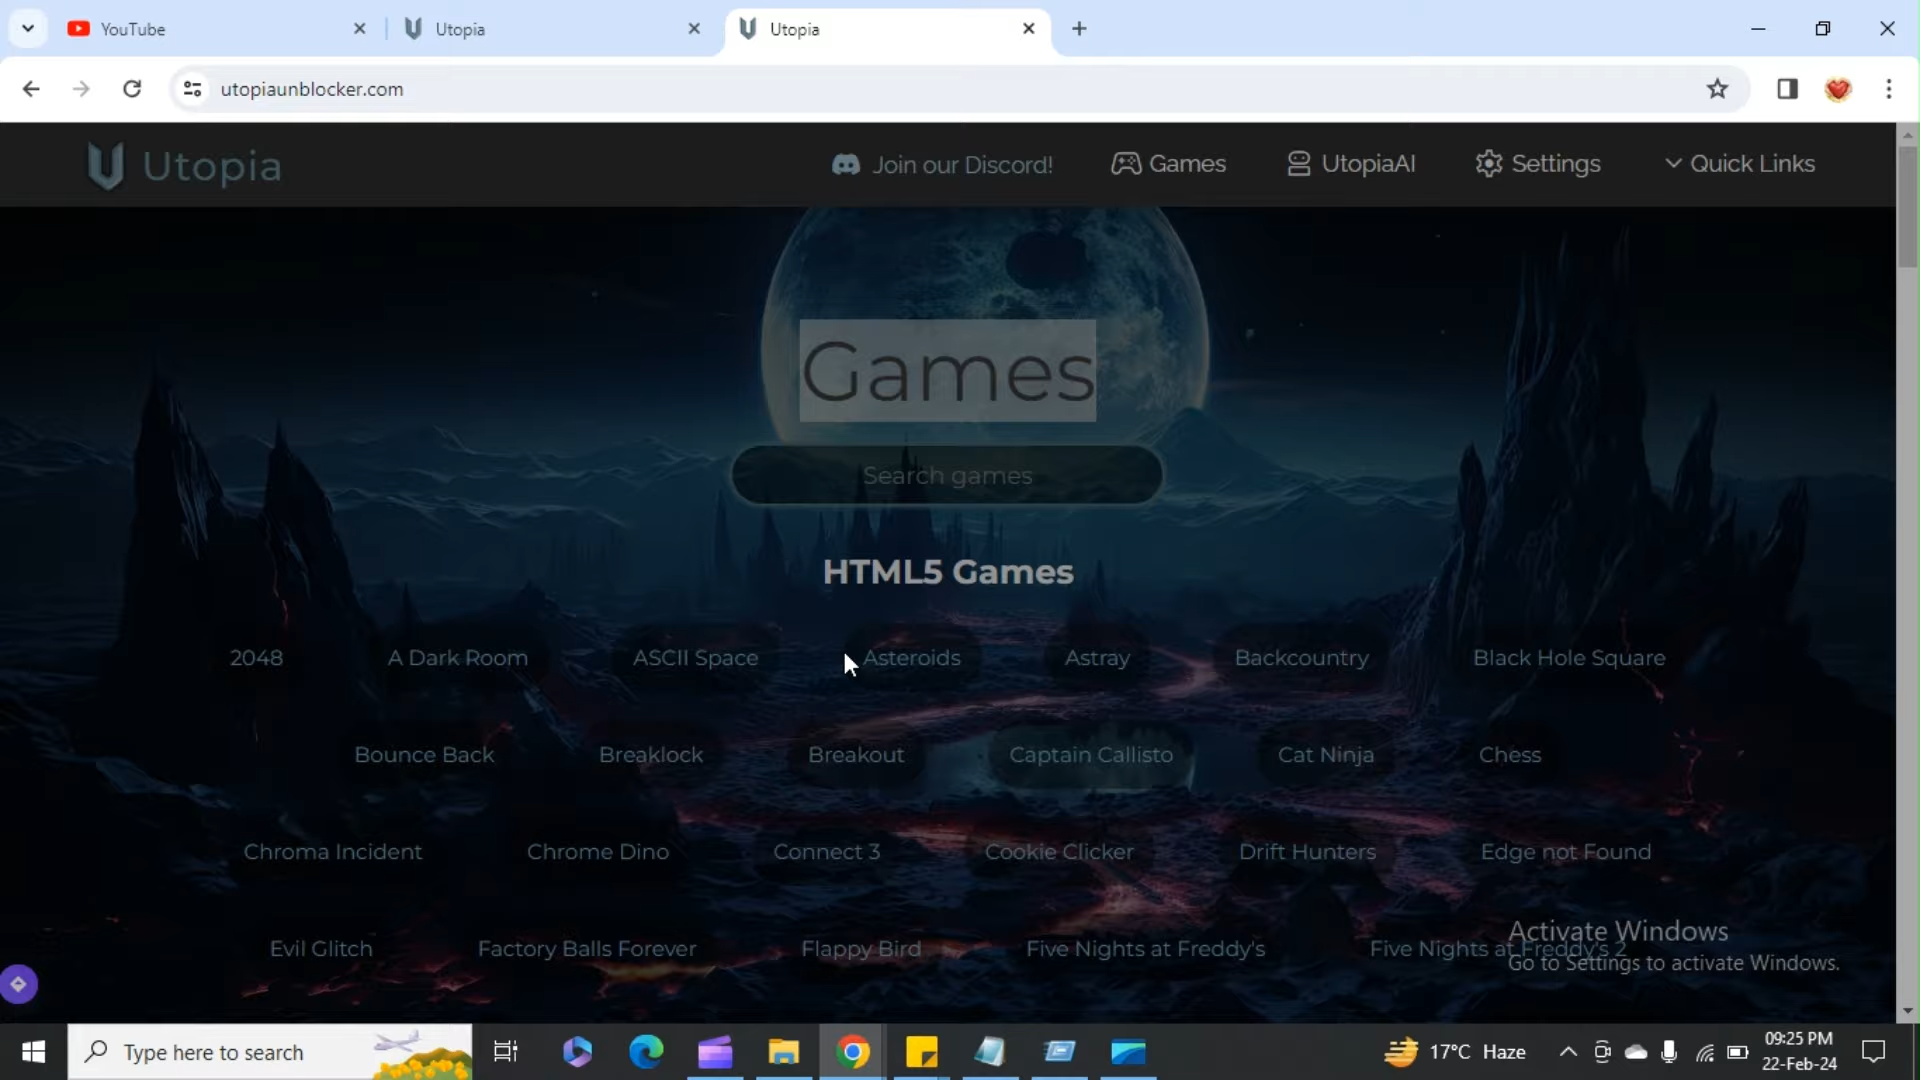 YouTube
Utopia
Utopia
utopiaunblocker.com
Utopia
Join our Discord!
Games
UtopiaAI
Settings
Quick Links
Games
Search games
HTML5 Games
2048
A Dark Room
ASCII Space
Asteroids
Astray
Backcountry
Black Hole Square
Bounce Back
Breaklock
Breakout
Captain Callisto
Cat Ninja
Chess
Chroma Incident
Chrome Dino
Connect 3
Cookie Clicker
Drift Hunters
Edge not Found
Evil Glitch
Factory Balls Forever
Flappy Bird
Five Nights at Freddy's
Five Nights at Freddy's 2
Activate Windows
Go to Settings to activate Windows.
Type here to search
17°C Haze
09:25 PM
22-Feb-24